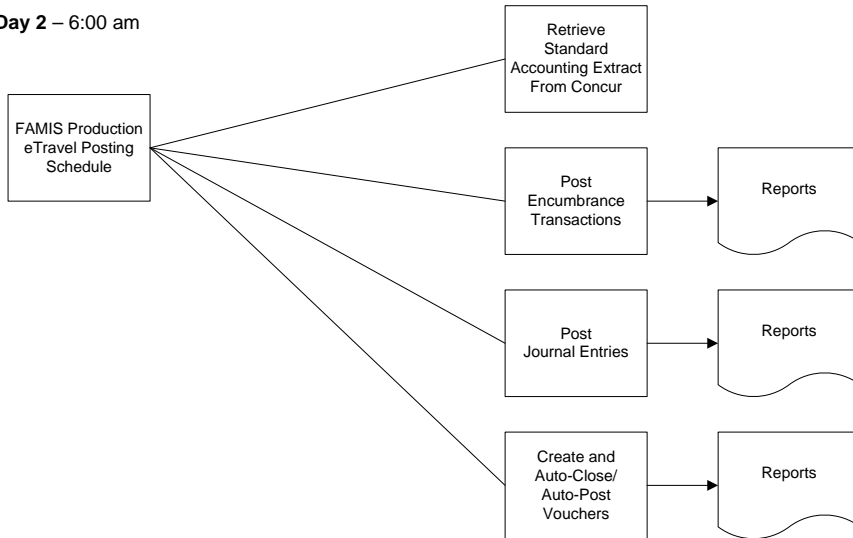 Day 2 – 6:00 am
Retrieve
Standard
Accounting Extract
From Concur
FAMIS Production
eTravel Posting
Schedule
Post
Encumbrance
Transactions
Reports
Post
Journal Entries
Reports
Create and
Auto-Close/
Auto-Post
Vouchers
Reports